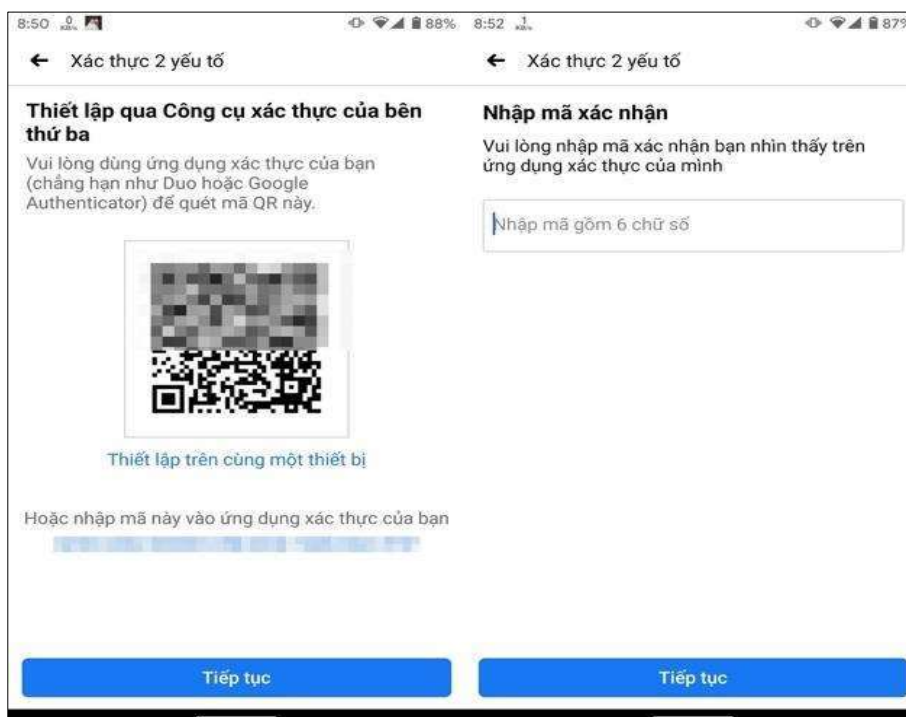 8:50 0 KB/s 88%
← Xác thực 2 yếu tố
Thiết lập qua Công cụ xác thực của bên
thứ ba
Vui lòng dùng ứng dụng xác thực của bạn
(chẳng hạn như Duo hoặc Google
Authenticator) để quét mã QR này.
Thiết lập trên cùng một thiết bị
Hoặc nhập mã này vào ứng dụng xác thực của bạn
Tiếp tục
8:52 1 KB/s 87%
← Xác thực 2 yếu tố
Nhập mã xác nhận
Vui lòng nhập mã xác nhận bạn nhìn thấy trên
ứng dụng xác thực của mình
Nhập mã gồm 6 chữ số
Tiếp tục